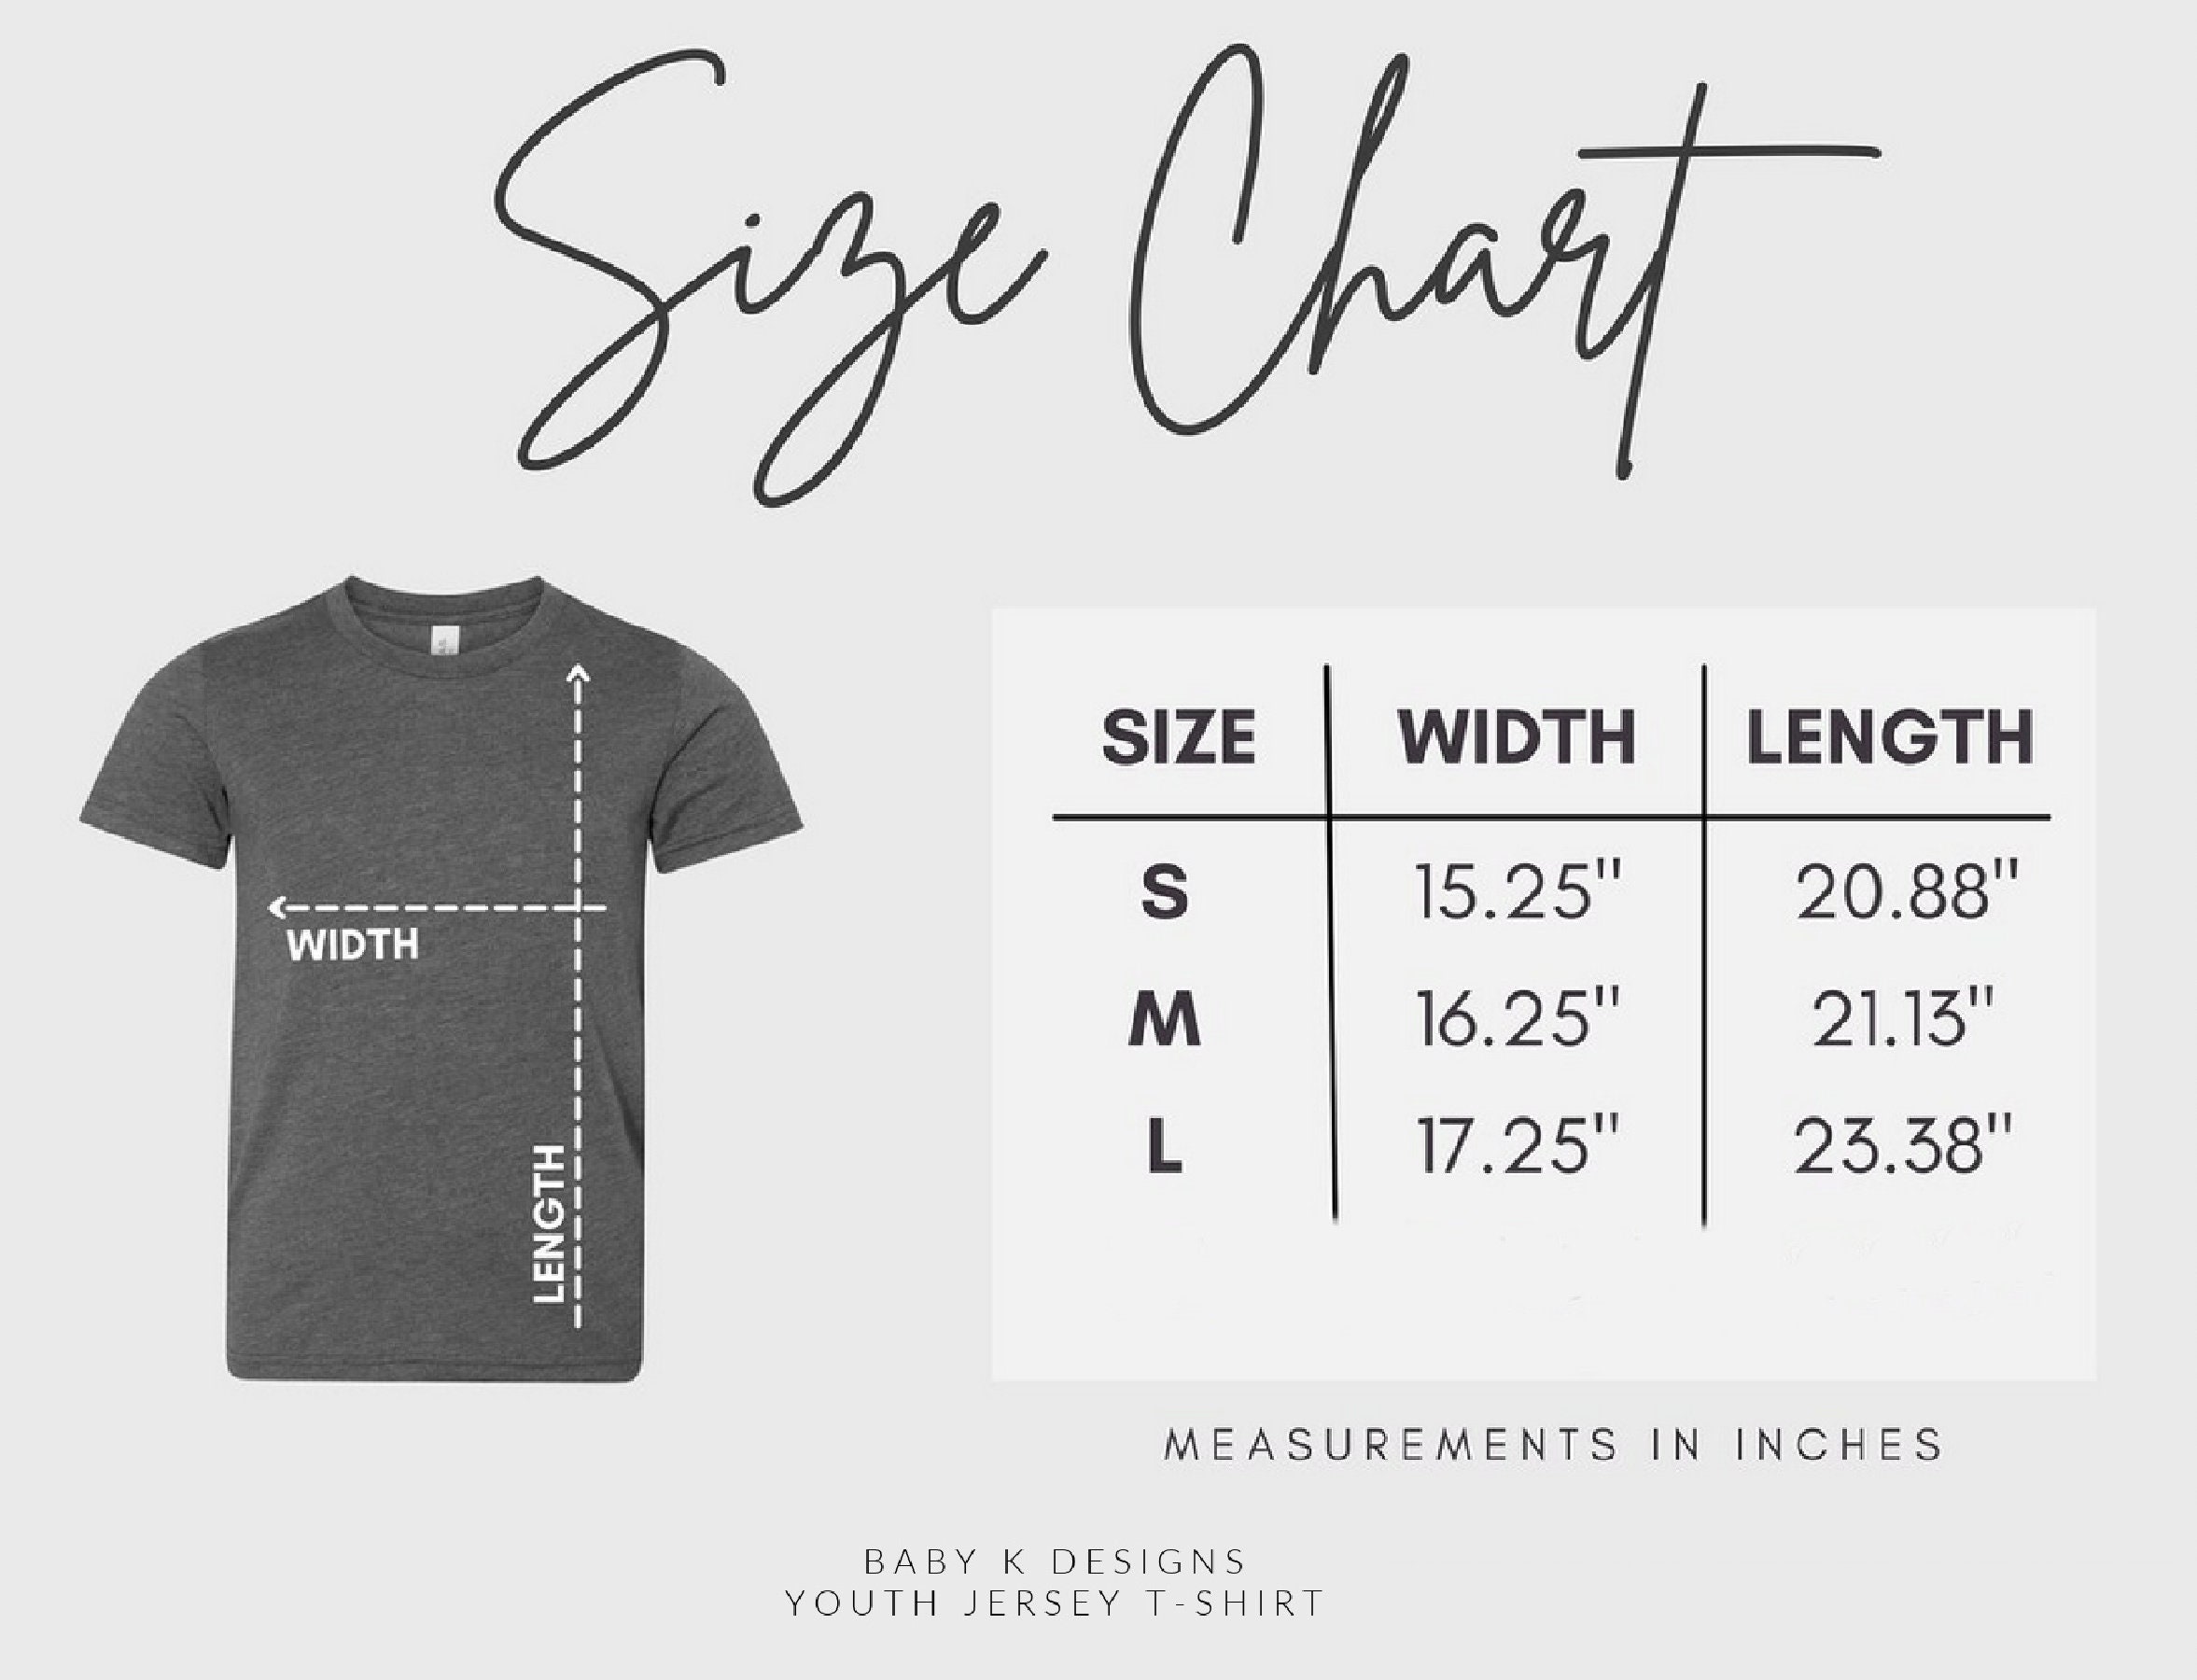 Size Chart
WIDTH
LENGTH
SIZE WIDTH LENGTH
S 15.25" 20.88"
M 16.25" 21.13"
L 17.25" 23.38"
MEASUREMENTS IN INCHES
BABY K DESIGNS
YOUTH JERSEY T-SHIRT